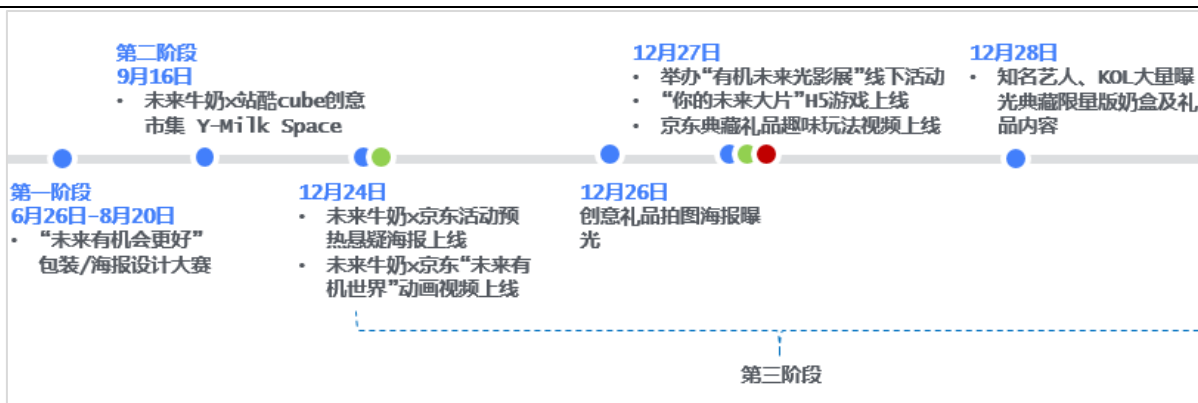 第二阶段
9月16日
• 未来牛奶x站酷cube创意
市集 Y-Milk Space
12月27日
• 举办“有机未来光影展”线下活动
• “你的未来大片”H5游戏上线
• 京东典藏礼品趣味玩法视频上线
12月28日
• 知名艺人、KOL大量曝
光典藏限量版奶盒及礼
品内容
第一阶段
6月26日-8月20日
• “未来有机会更好”
包装/海报设计大赛
12月24日
• 未来牛奶x京东活动预
热悬疑海报上线
• 未来牛奶x京东“未来有
机世界”动画视频上线
12月26日
创意礼品拍图海报曝
光
第三阶段